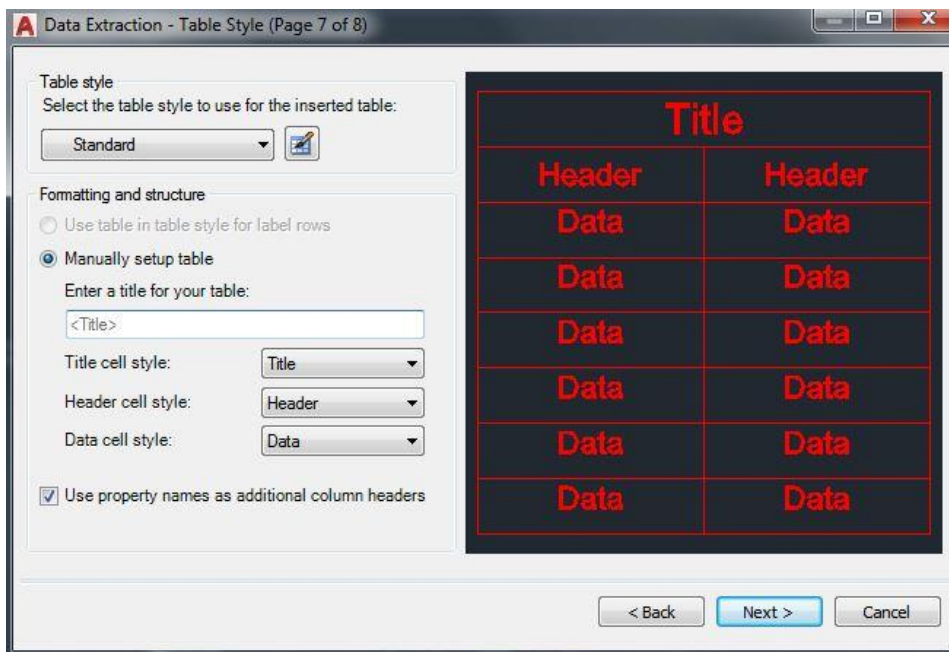 Data Extraction - Table Style (Page 7 of 8)
Table style
Select the table style to use for the inserted table:
Standard
Formatting and structure
Use table in table style for label rows
Manually setup table
Enter a title for your table:
<Title>
Title cell style: Title
Header cell style: Header
Data cell style: Data
Use property names as additional column headers
Title
Header Header
Data Data
Data Data
Data Data
Data Data
Data Data
Data Data
< Back Next > Cancel